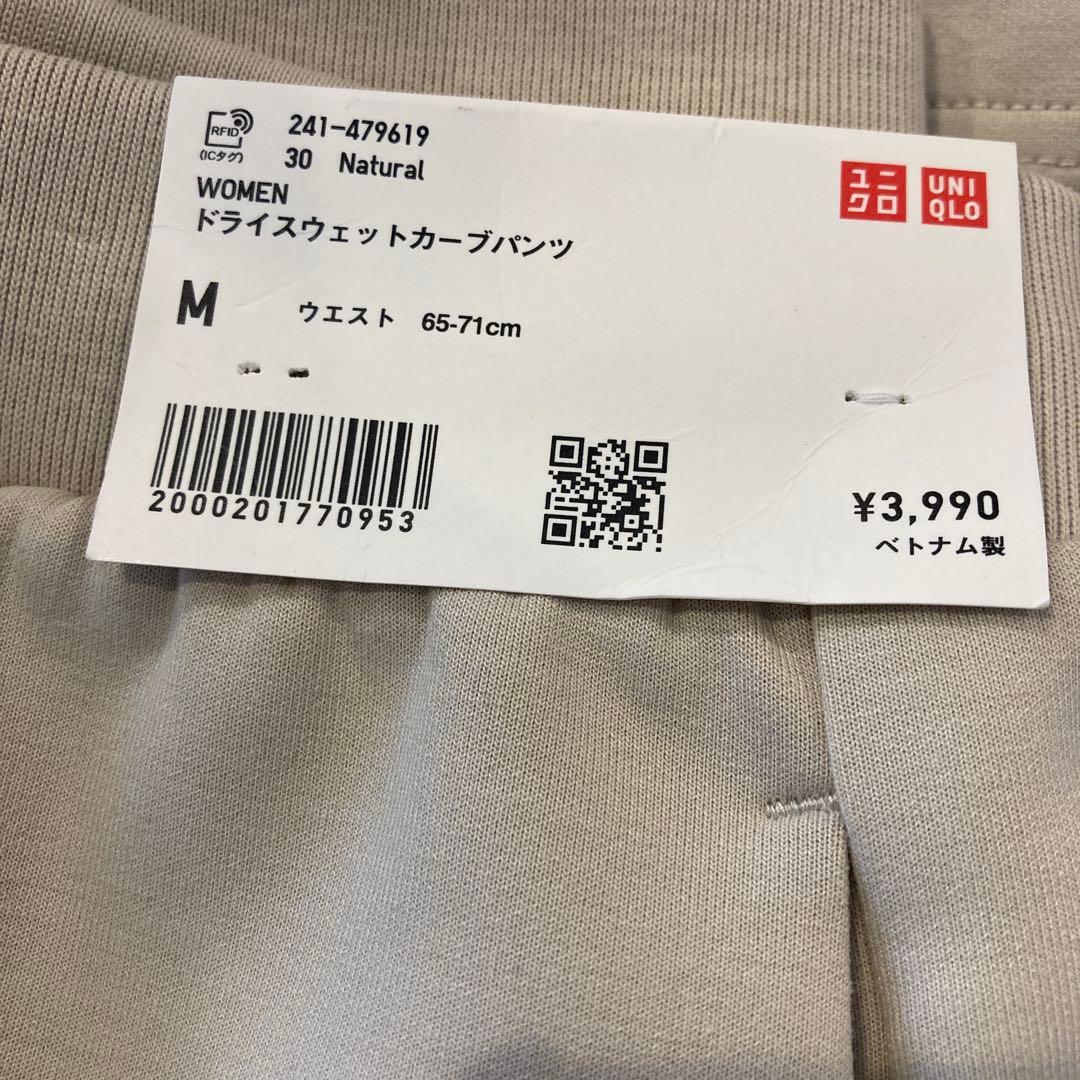 RFID
(ICタグ)
241-479619
30 Natural
WOMEN
ドライスウェットカーブパンツ
ユニクロ
UNIQLO
M ウエスト 65-71cm
2000201770953
¥3,990
ベトナム製